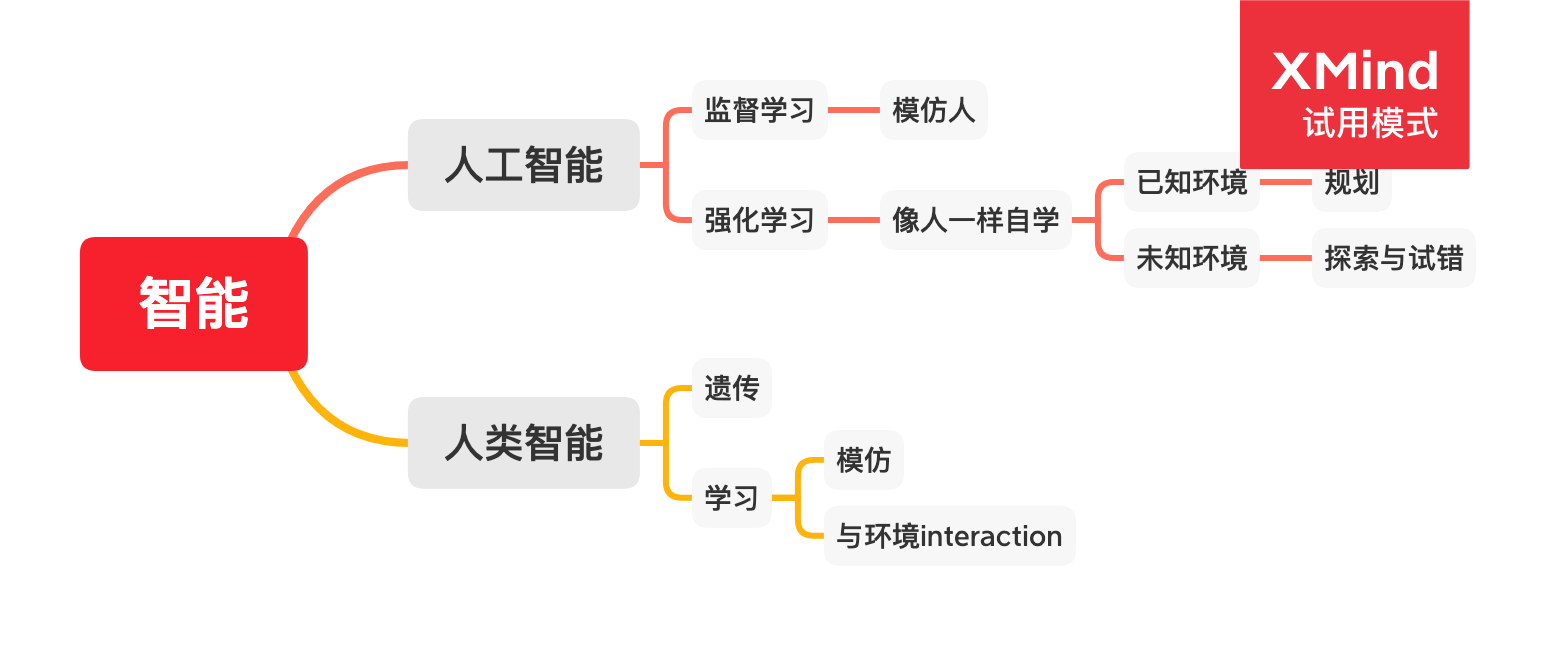 智能
人工智能
监督学习
模仿人
强化学习
像人一样自学
已知环境
规划
未知环境
探索与试错
人类智能
遗传
学习
模仿
与环境interaction
XMind
试用模式